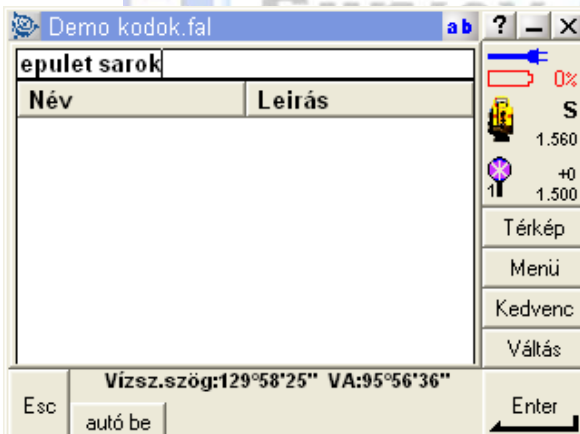 Demo kodok.fal
ab
?
epulet sarok
Név
Leirás
0%
S
1.560
+0
1
1.500
Térkép
Menü
Kedvenc
Váltás
Vízsz.szög:129°58'25" VA:95°56'36"
Esc
autó be
Enter